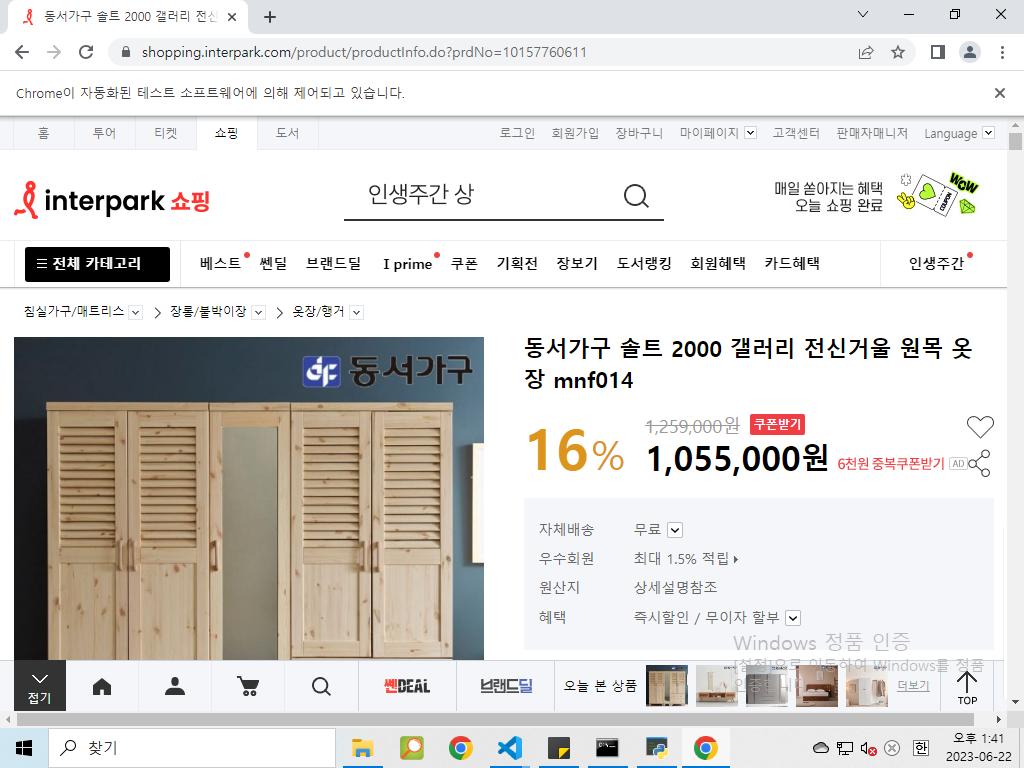 동서가구 솔트 2000 갤러리 전신
shopping.interpark.com/product/productInfo.do?prdNo=10157760611
Chrome이 자동화된 테스트 소프트웨어에 의해 제어되고 있습니다.
홈 투어 티켓 쇼핑 도서 로그인 회원가입 장바구니 마이페이지 고객센터 판매자매니저 Language
interpark 쇼핑
인생주간 상
매일 쏟아지는 혜택
오늘 쇼핑 완료
WOW
COUPON
전체 카테고리 베스트 쎈딜 브랜드딜 I prime 쿠폰 기획전 장보기 도서랭킹 회원혜택 카드혜택 인생주간
침실가구/매트리스 장롱/붙박이장 옷장/행거
동서가구
동서가구 솔트 2000 갤러리 전신거울 원목 옷
장 mnf014
16%
1,259,000원 쿠폰받기
1,055,000원 6천원 중복쿠폰받기 AD
자체배송 무료
우수회원 최대 1.5% 적립
원산지 상세설명참조
혜택 즉시할인 / 무이자 할부
Windows 정품 인증
[설정]으로 이동하여 Windows를 정품
인증합니다.
접기
쎈DEAL
브랜드딜
오늘 본 상품
더보기
TOP
찾기
한
오후 1:41
2023-06-22